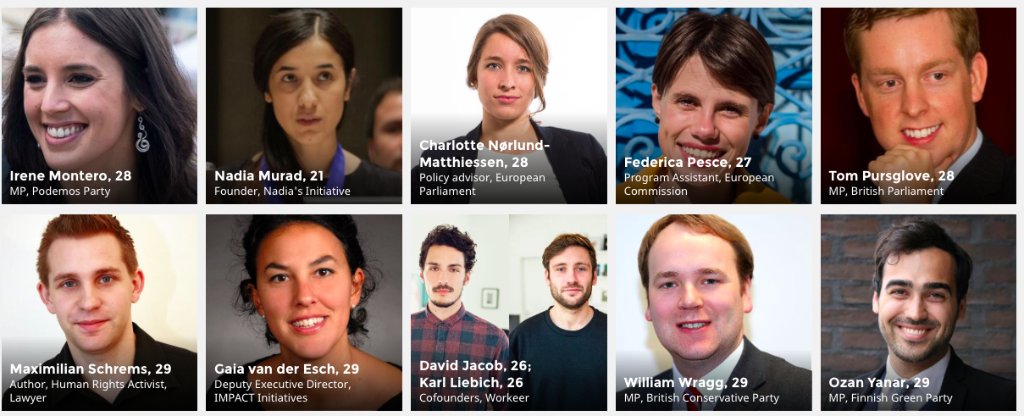 Irene Montero, 28
MP, Podemos Party
Nadia Murad, 21
Founder, Nadia's Initiative
Charlotte Nørlund-
Matthiessen, 28
Policy advisor, European
Parliament
Federica Pesce, 27
Program Assistant, European
Commission
Tom Pursglove, 28
MP, British Parliament
Maximilian Schrems, 29
Author, Human Rights Activist,
Lawyer
Gaia van der Esch, 29
Deputy Executive Director,
IMPACT Initiatives
David Jacob, 26;
Karl Liebich, 26
Cofounders, Workeer
William Wragg, 29
MP, British Conservative Party
Ozan Yanar, 29
MP, Finnish Green Party